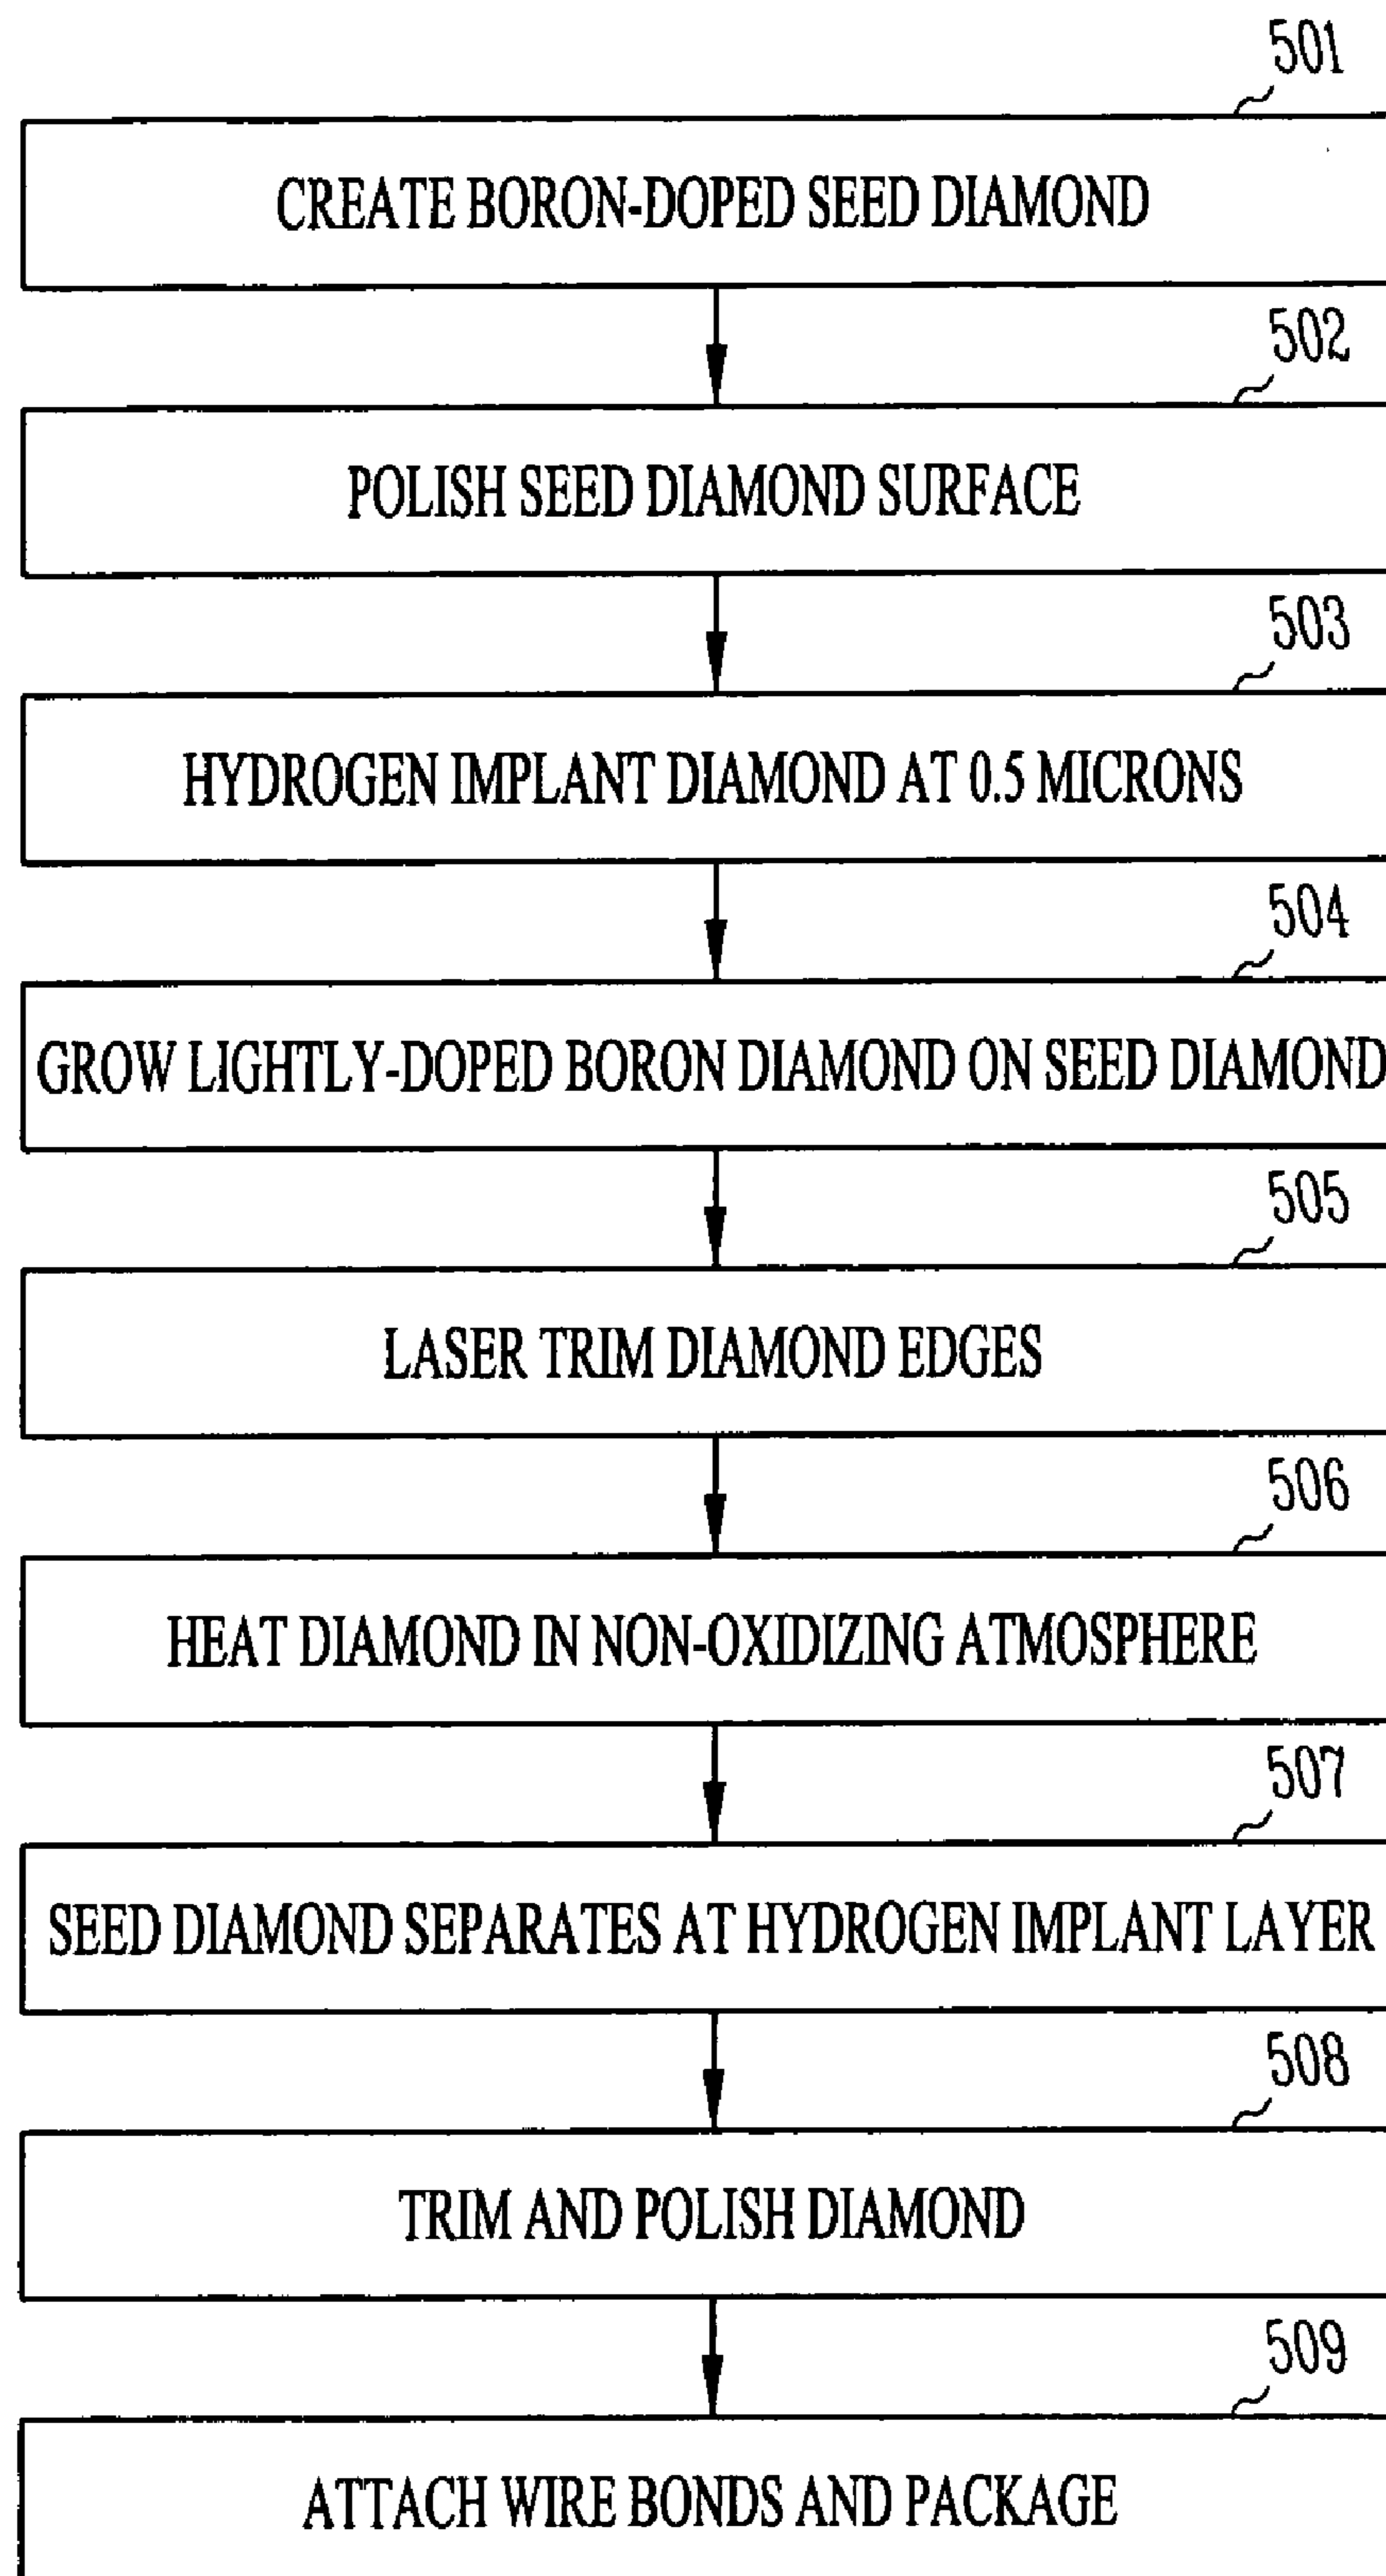 501
CREATE BORON-DOPED SEED DIAMOND
502
POLISH SEED DIAMOND SURFACE
503
HYDROGEN IMPLANT DIAMOND AT 0.5 MICRONS
504
GROW LIGHTLY-DOPED BORON DIAMOND ON SEED DIAMOND
505
LASER TRIM DIAMOND EDGES
506
HEAT DIAMOND IN NON-OXIDIZING ATMOSPHERE
507
SEED DIAMOND SEPARATES AT HYDROGEN IMPLANT LAYER
508
TRIM AND POLISH DIAMOND
509
ATTACH WIRE BONDS AND PACKAGE